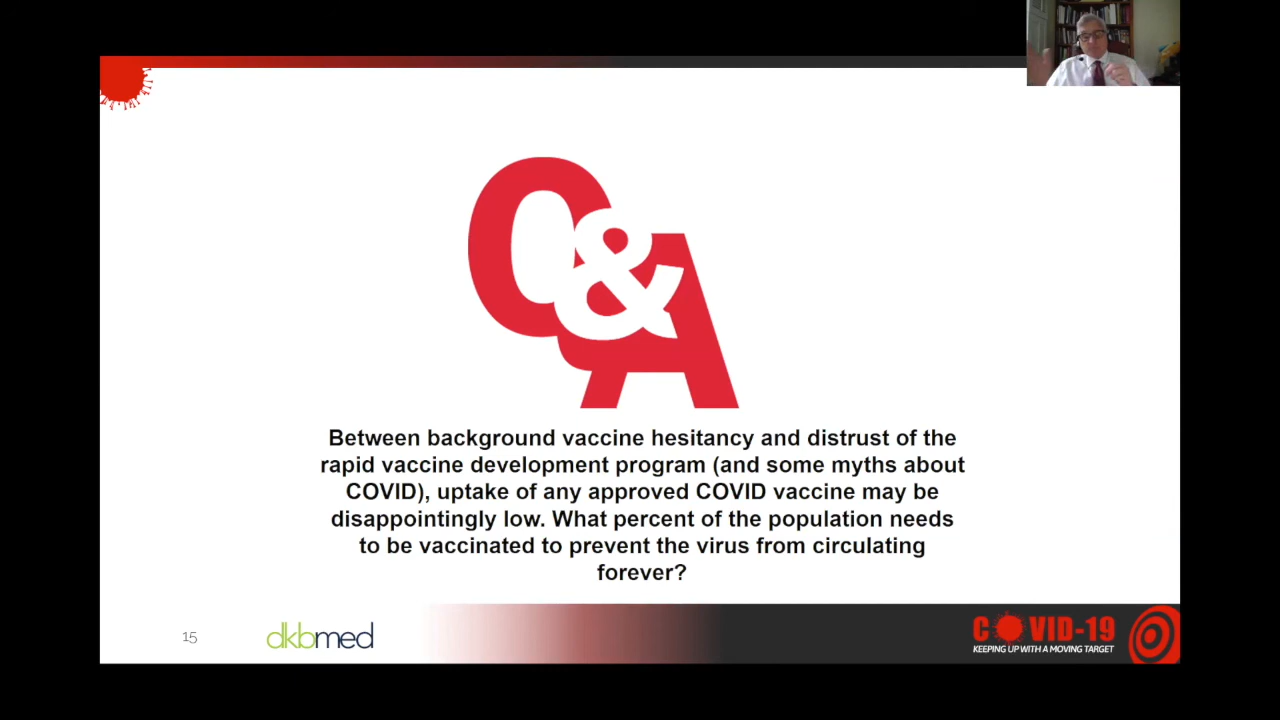 Q&A
Between background vaccine hesitancy and distrust of the
rapid vaccine development program (and some myths about
COVID), uptake of any approved COVID vaccine may be
disappointingly low. What percent of the population needs
to be vaccinated to prevent the virus from circulating
forever?
15
dkbmed
COVID-19
KEEPING UP WITH A MOVING TARGET